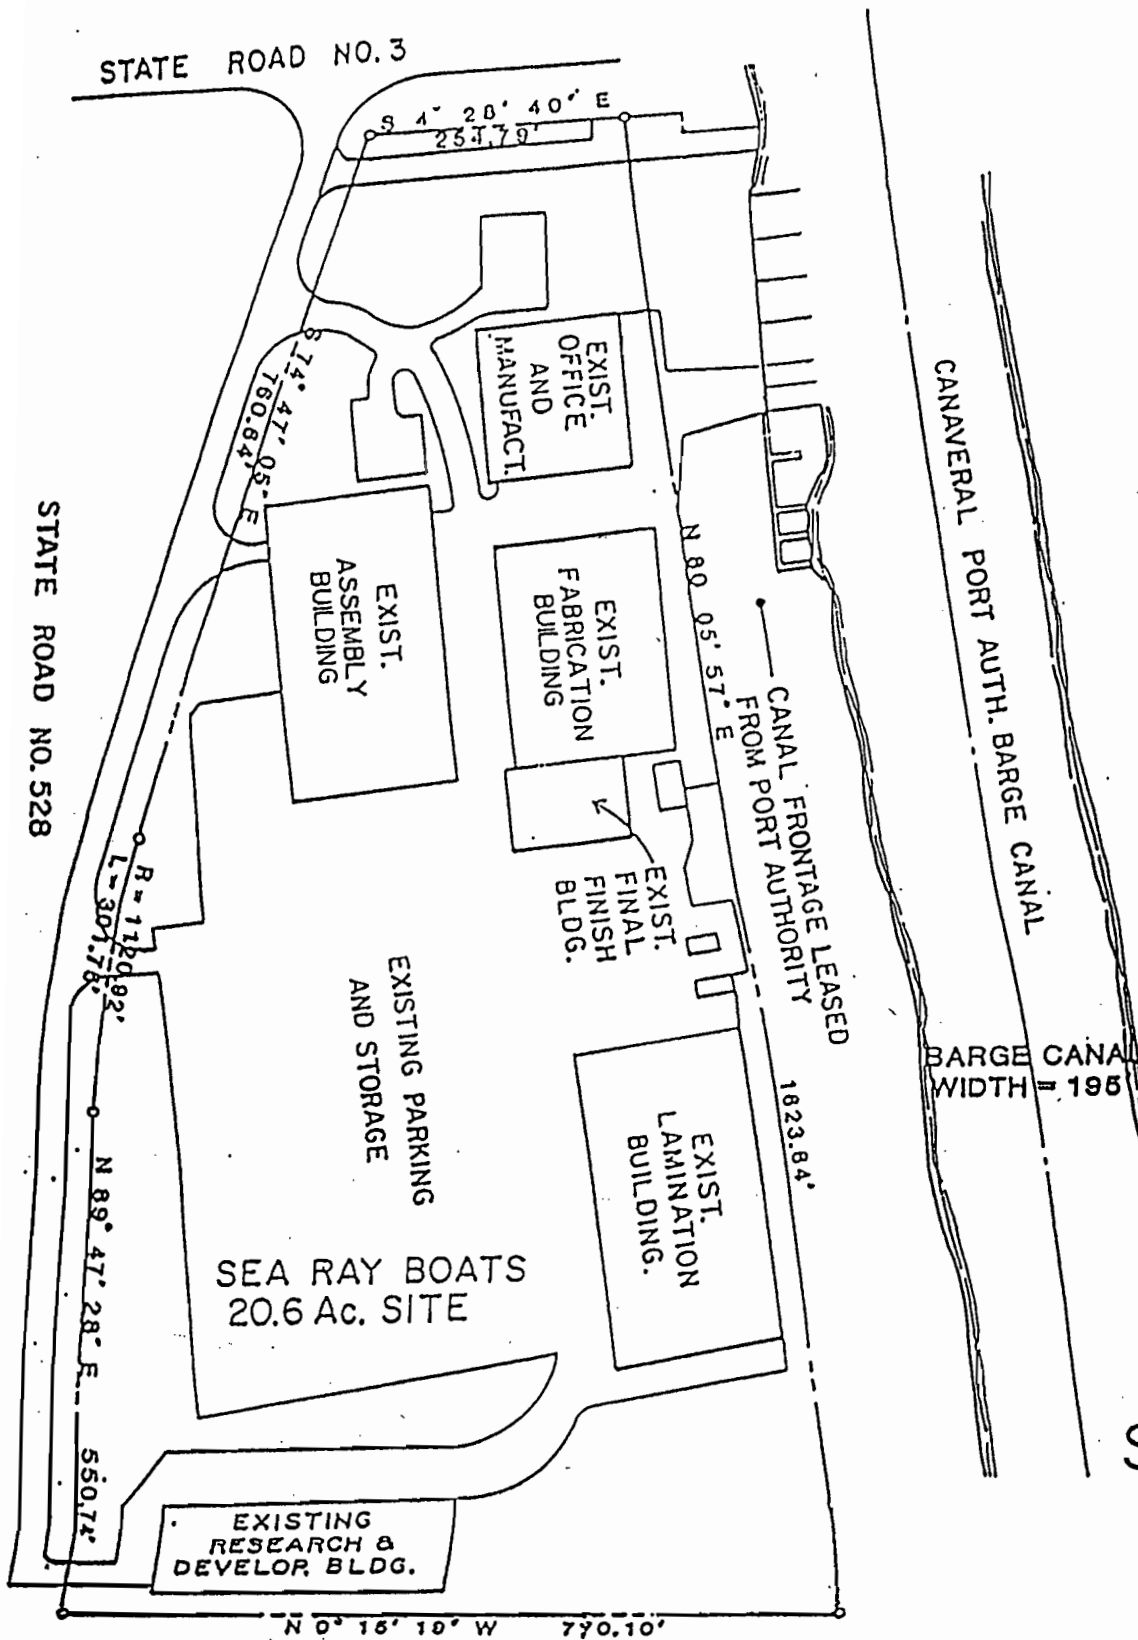 STATE ROAD NO. 3
S 4° 28' 40" E
254.79'
EXIST.
OFFICE
AND
MANUFACT.
S 74° 47' 05" E
760.64'
STATE ROAD NO. 528
EXIST.
ASSEMBLY
BUILDING
EXIST.
FABRICATION
BUILDING
N 80 05' 57" E
1623.84'
CANAL FRONTAGE LEASED
FROM PORT AUTHORITY
CANAVERAL PORT AUTH. BARGE CANAL
BARGE CANAL
WIDTH = 195
EXIST.
FINAL
FINISH
BLDG.
R = 1120.92'
L = 301.78'
EXISTING PARKING
AND STORAGE
EXIST.
LAMINATION
BUILDING.
SEA RAY BOATS
20.6 Ac. SITE
N 89° 47' 28" E 550.74'
EXISTING
RESEARCH &
DEVELOP. BLDG.
N 0° 16' 19" W 790.10'